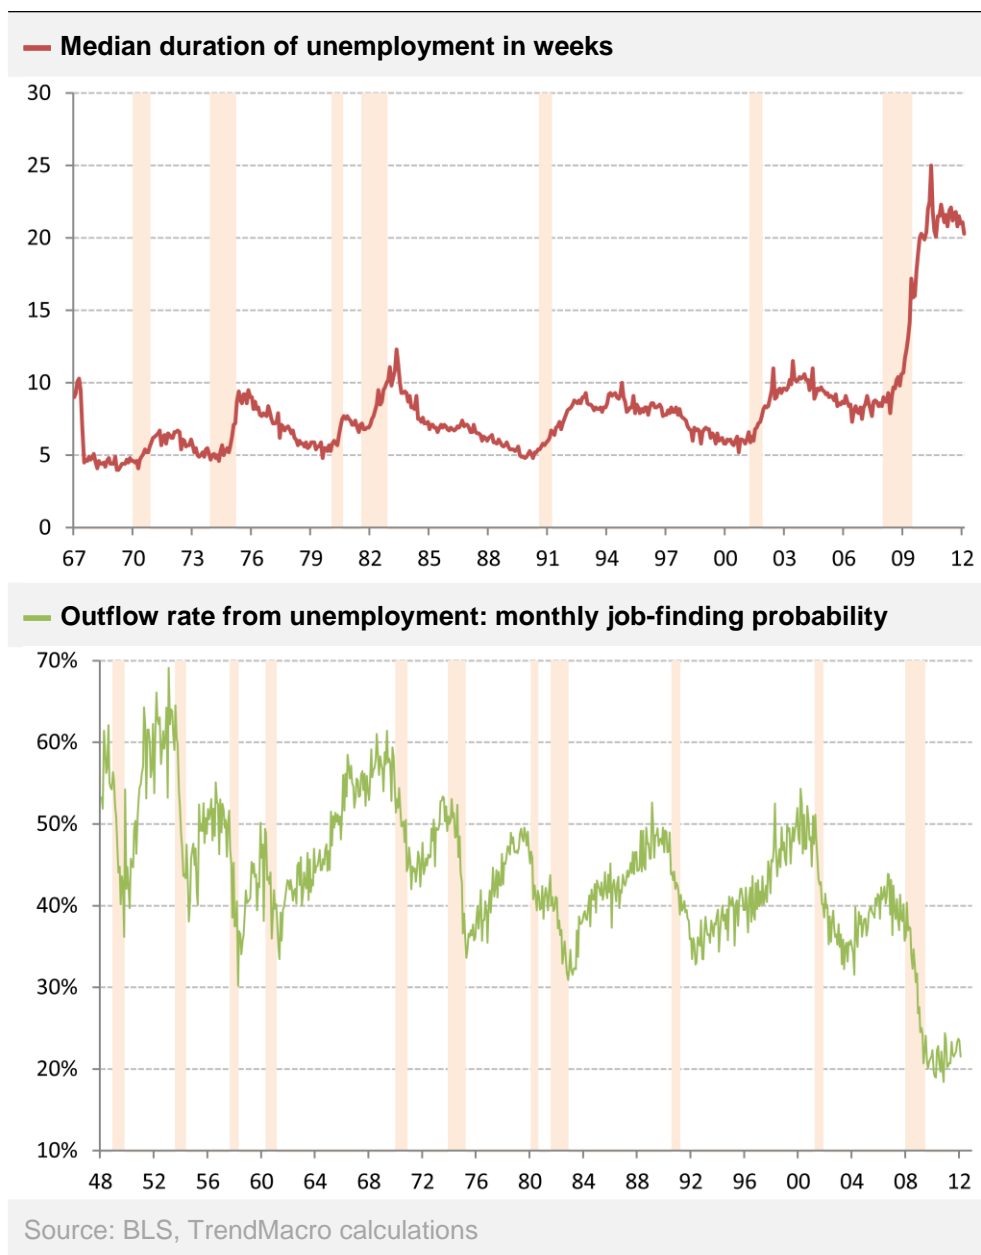 Median duration of unemployment in weeks
30
25
20
15
10
5
0
67 70 73 76 79 82 85 88 91 94 97 00 03 06 09 12
Outflow rate from unemployment: monthly job-finding probability
70%
60%
50%
40%
30%
20%
10%
48 52 56 60 64 68 72 76 80 84 88 92 96 00 04 08 12
Source: BLS, TrendMacro calculations